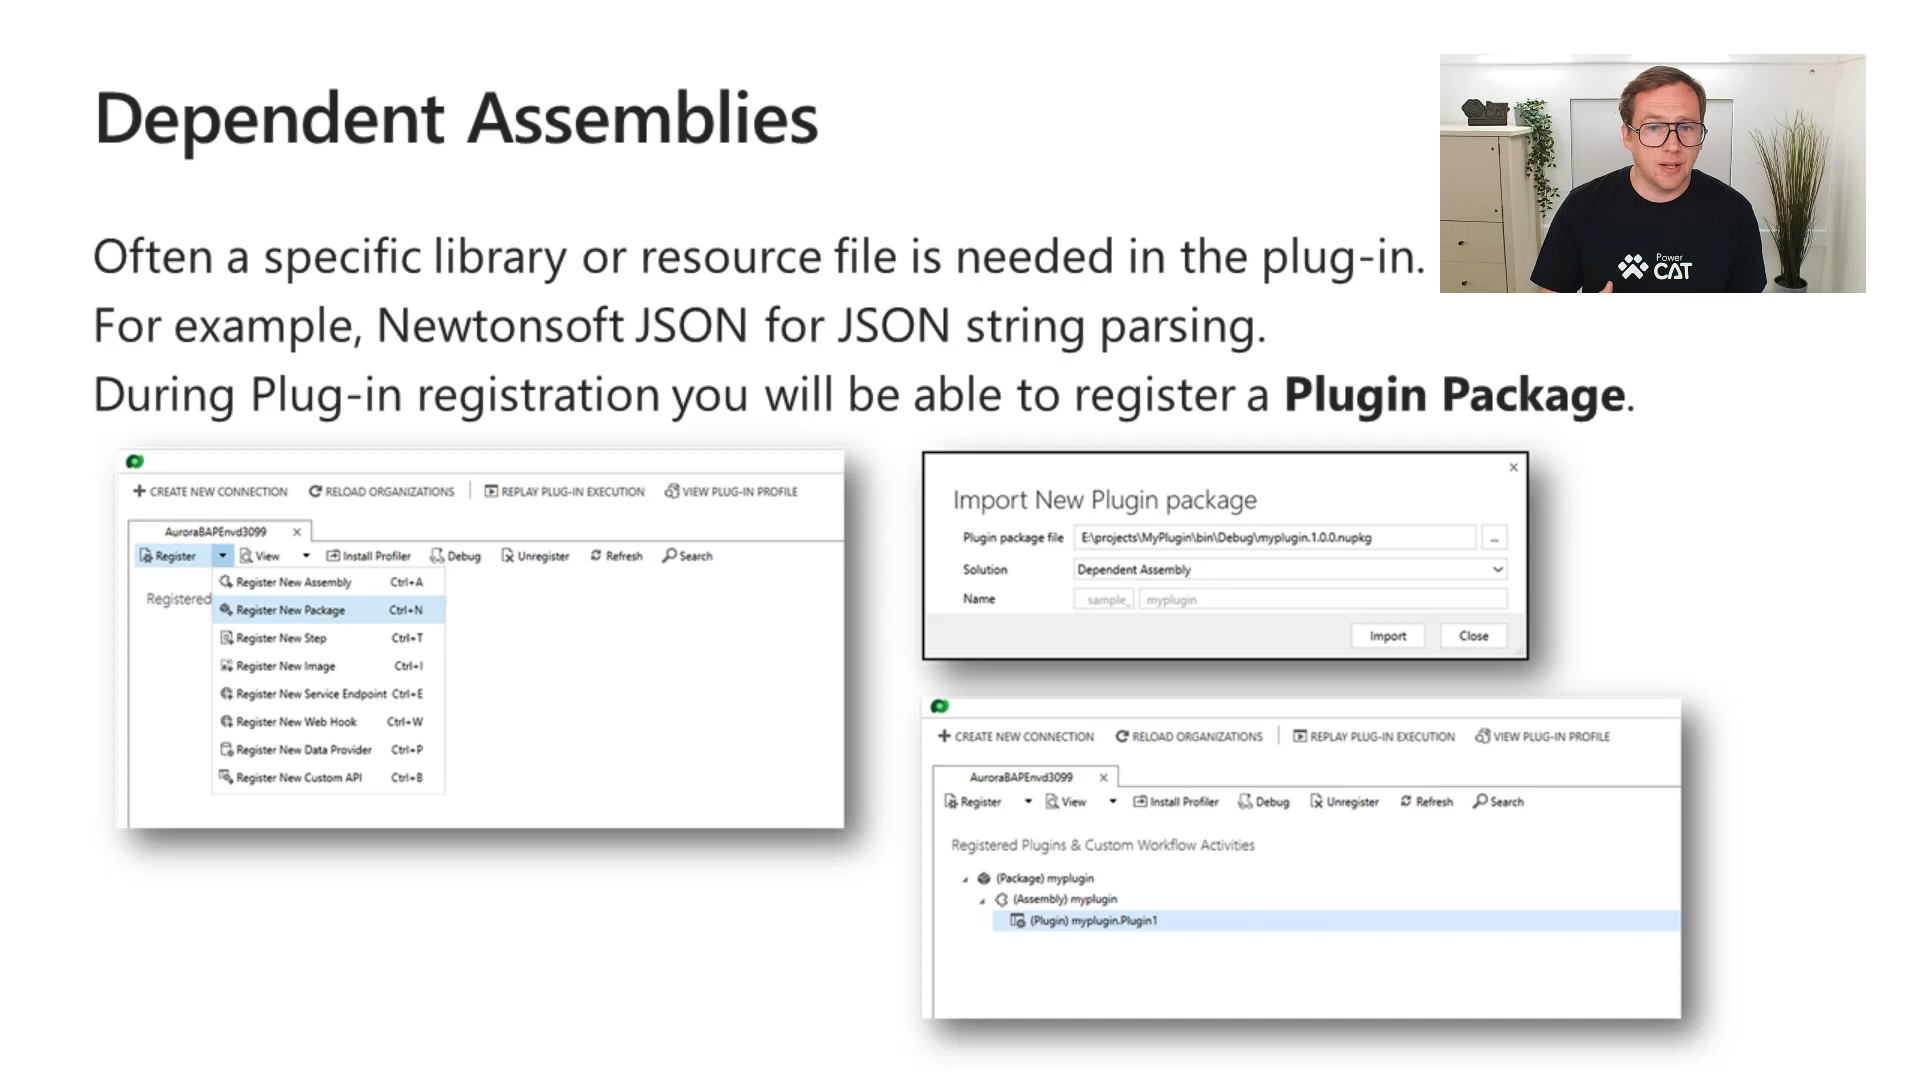 Dependent Assemblies
Often a specific library or resource file is needed in the plug-in.
For example, Newtonsoft JSON for JSON string parsing.
During Plug-in registration you will be able to register a Plugin Package.
Power
CAT
CREATE NEW CONNECTION RELOAD ORGANIZATIONS REPLAY PLUG-IN EXECUTION VIEW PLUG-IN PROFILE
AuroraBAPEnvd3099
Register View Install Profiler Debug Unregister Refresh Search
Registered
Register New Assembly Ctrl+A
Register New Package Ctrl+N
Register New Step Ctrl+T
Register New Image Ctrl+I
Register New Service Endpoint Ctrl+E
Register New Web Hook Ctrl+W
Register New Data Provider Ctrl+P
Register New Custom API Ctrl+B
Import New Plugin package
Plugin package file E:\projects\MyPlugin\bin\Debug\myplugin.1.0.0.nupkg ...
Solution Dependent Assembly
Name sample_ myplugin
Import Close
CREATE NEW CONNECTION RELOAD ORGANIZATIONS REPLAY PLUG-IN EXECUTION VIEW PLUG-IN PROFILE
AuroraBAPEnvd3099
Register View Install Profiler Debug Unregister Refresh Search
Registered Plugins & Custom Workflow Activities
(Package) myplugin
(Assembly) myplugin
(Plugin) myplugin.Plugin1